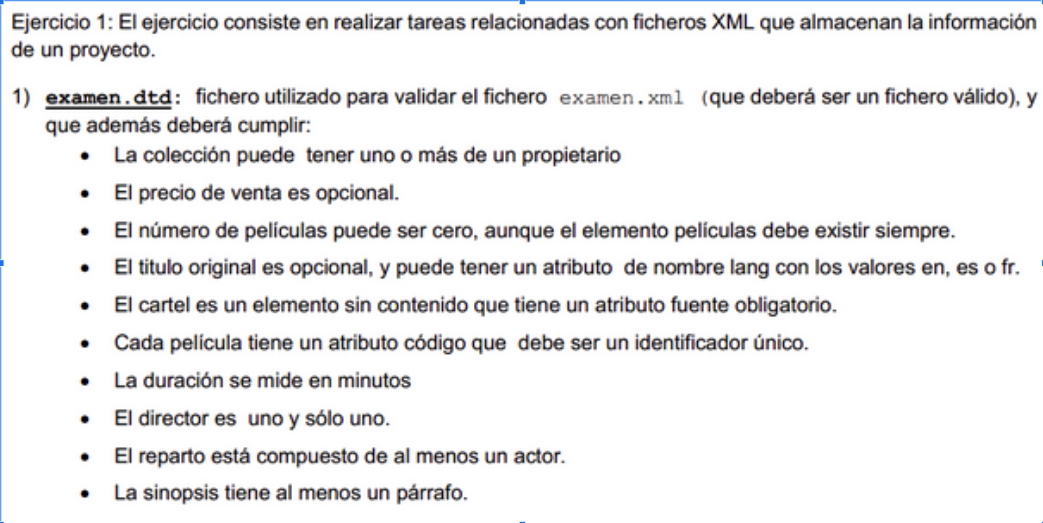 Ejercicio 1: El ejercicio consiste en realizar tareas relacionadas con ficheros XML que almacenan la información
de un proyecto.
1) examen.dtd: fichero utilizado para validar el fichero examen.xml (que deberá ser un fichero válido), y
que además deberá cumplir:
• La colección puede tener uno o más de un propietario
• El precio de venta es opcional.
• El número de películas puede ser cero, aunque el elemento películas debe existir siempre.
• El titulo original es opcional, y puede tener un atributo de nombre lang con los valores en, es o fr.
• El cartel es un elemento sin contenido que tiene un atributo fuente obligatorio.
• Cada película tiene un atributo código que debe ser un identificador único.
• La duración se mide en minutos
• El director es uno y sólo uno.
• El reparto está compuesto de al menos un actor.
• La sinopsis tiene al menos un párrafo.